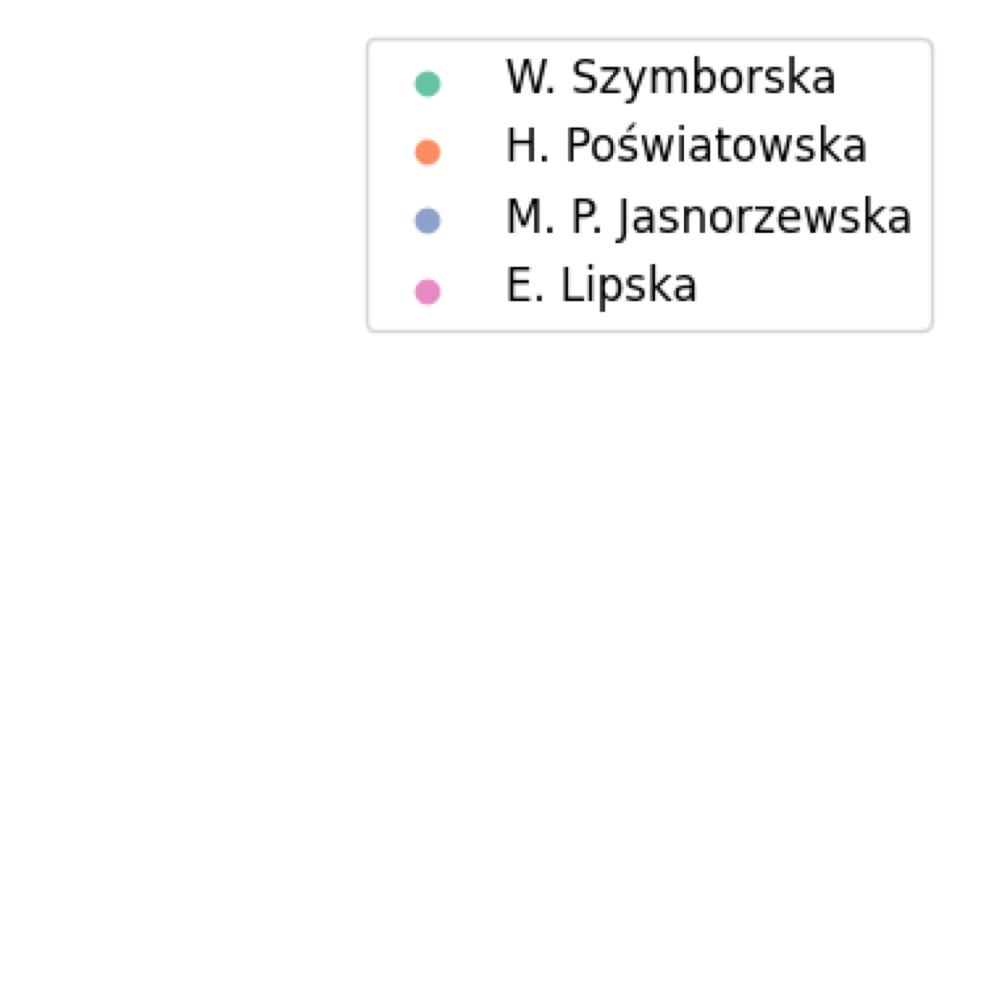 W. Szymborska
H. Poświatowska
M. P. Jasnorzewska
E. Lipska